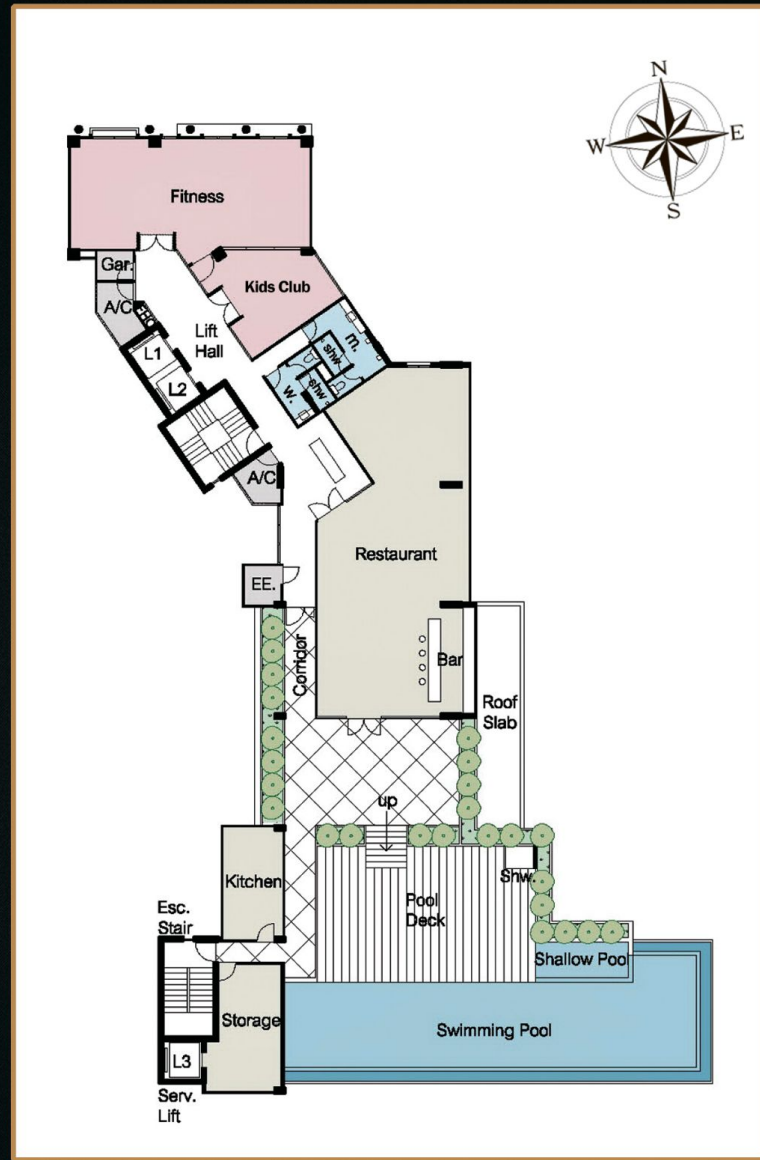 N
W
E
S
Fitness
Gar.
A/C
Kids Club
Lift
Hall
L1
L2
m.
shw
w.
shw
A/C
Restaurant
EE.
Corridor
Bar
Roof
Slab
up
Kitchen
Shw.
Pool
Deck
Esc.
Stair
Shallow Pool
Storage
Swimming Pool
L3
Serv.
Lift